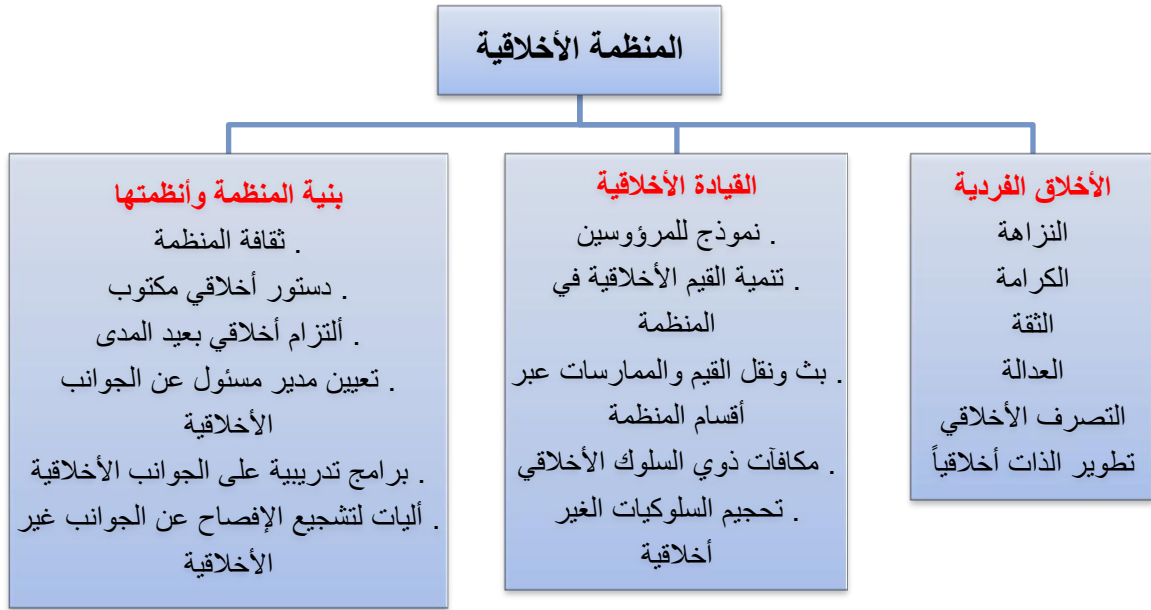 المنظمة الأخلاقية
الأخلاق الفردية
النزاهة
الكرامة
الثقة
العدالة
التصرف الأخلاقي
تطوير الذات أخلاقياً
القيادة الأخلاقية
. نموذج للمرؤوسين
. تنمية القيم الأخلاقية في
المنظمة
. بث ونقل القيم والممارسات عبر
أقسام المنظمة
. مكافآت ذوي السلوك الأخلاقي
. تحجيم السلوكيات الغير
أخلاقية
بنية المنظمة وأنظمتها
. ثقافة المنظمة
. دستور أخلاقي مكتوب
. ألتزام أخلاقي بعيد المدى
. تعيين مدير مسئول عن الجوانب
الأخلاقية
. برامج تدريبية على الجوانب الأخلاقية
. أليات لتشجيع الإفصاح عن الجوانب غير
الأخلاقية